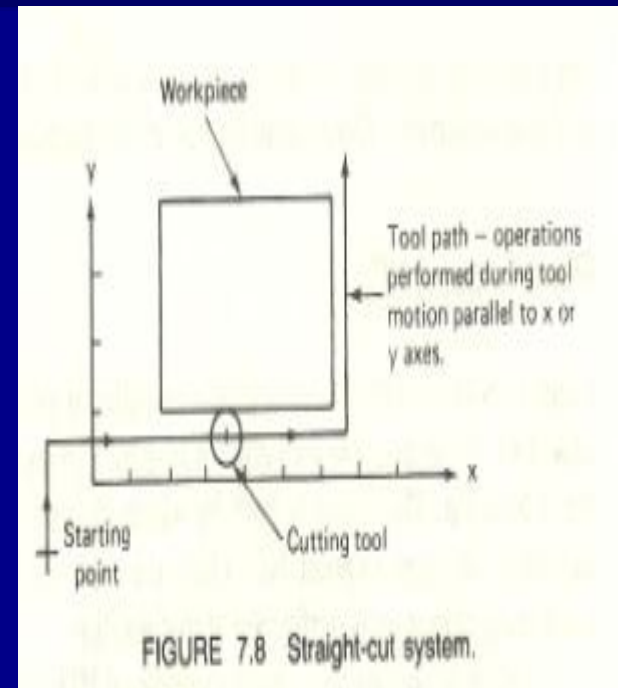 Workpiece
y
Tool path – operations
performed during tool
motion parallel to x or
y axes.
x
Starting
point
Cutting tool
FIGURE 7.8 Straight-cut system.